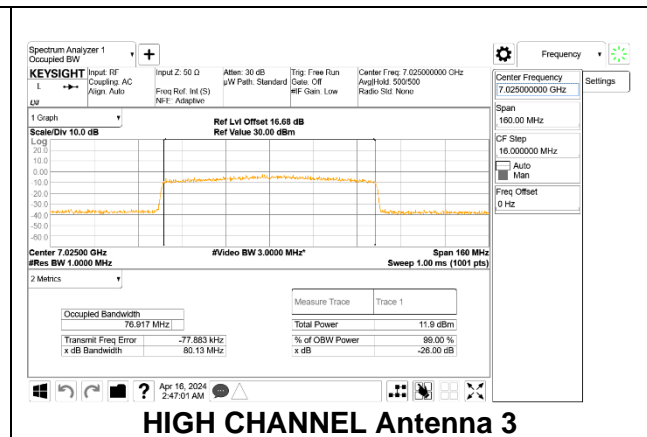 Spectrum Analyzer 1
Occupied BW
+
Frequency
KEYSIGHT
L
Input: RF
Coupling: AC
Align: Auto
Input Z: 50 Ω
Freq Ref: Int (S)
NFE: Adaptive
Atten: 30 dB
µW Path: Standard
Trig: Free Run
Gate: Off
#IF Gain: Low
Center Freq: 7.025000000 GHz
Avg|Hold: 500/500
Radio Std: None
Center Frequency
7.025000000 GHz
Settings
Span
160.00 MHz
CF Step
16.000000 MHz
Auto
Man
Freq Offset
0 Hz
1 Graph
Ref Lvl Offset 16.68 dB
Scale/Div 10.0 dB
Ref Value 30.00 dBm
Log
20.0
10.0
0.00
-10.0
-20.0
-30.0
-40.0
-50.0
-60.0
Center 7.02500 GHz
#Video BW 3.0000 MHz*
Span 160 MHz
#Res BW 1.0000 MHz
Sweep 1.00 ms (1001 pts)
2 Metrics
Measure Trace Trace 1
Occupied Bandwidth
76.917 MHz
Total Power 11.9 dBm
Transmit Freq Error -77.883 kHz
% of OBW Power 99.00 %
x dB Bandwidth 80.13 MHz
x dB -26.00 dB
?
Apr 16, 2024
2:47:01 AM
HIGH CHANNEL Antenna 3